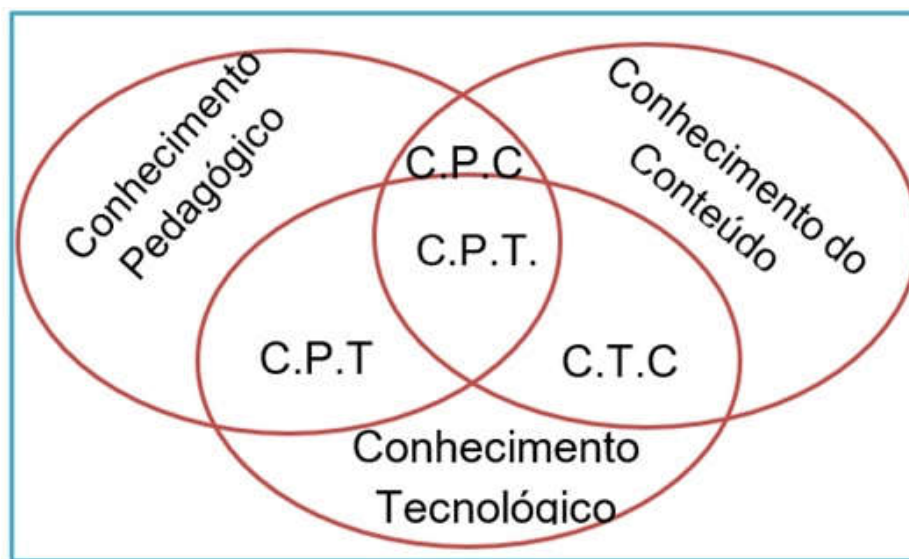 Conhecimento
Pedagógico
Conhecimento do
Conteúdo
C.P.C
C.P.T.
C.P.T
C.T.C
Conhecimento
Tecnológico